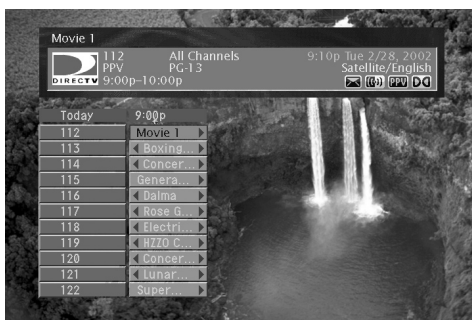 Movie 1
112 All Channels 9:10p Tue 2/28, 2002
PPV PG-13 Satellite/English
DIRECTV 9:00p-10:00p PPV
Today 9:00p
112 Movie 1
113 Boxing...
114 Concer...
115 Genera...
116 Dalma
117 Rose G...
118 Electri...
119 HZZO C...
120 Concer...
121 Lunar...
122 Super...